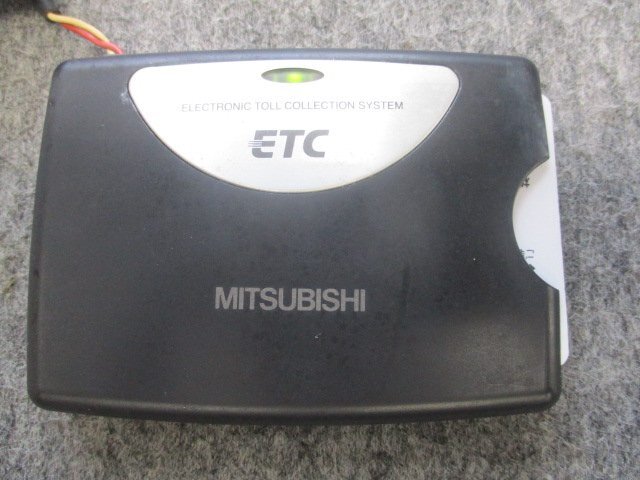 ELECTRONIC TOLL COLLECTION SYSTEM
ETC
MITSUBISHI